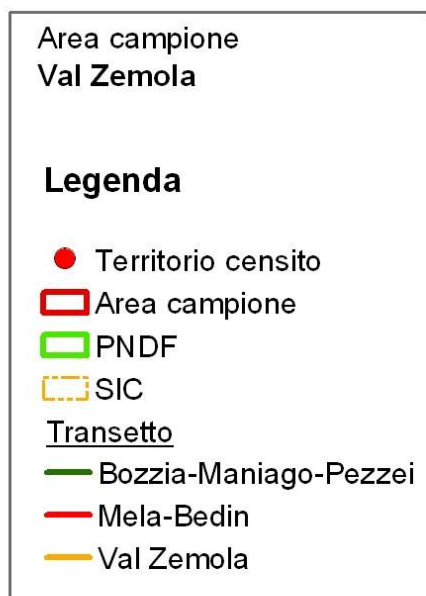 Area campione
Val Zemola
Legenda
Territorio censito
Area campione
PNDF
SIC
Transetto
Bozzia-Maniago-Pezzei
Mela-Bedin
Val Zemola